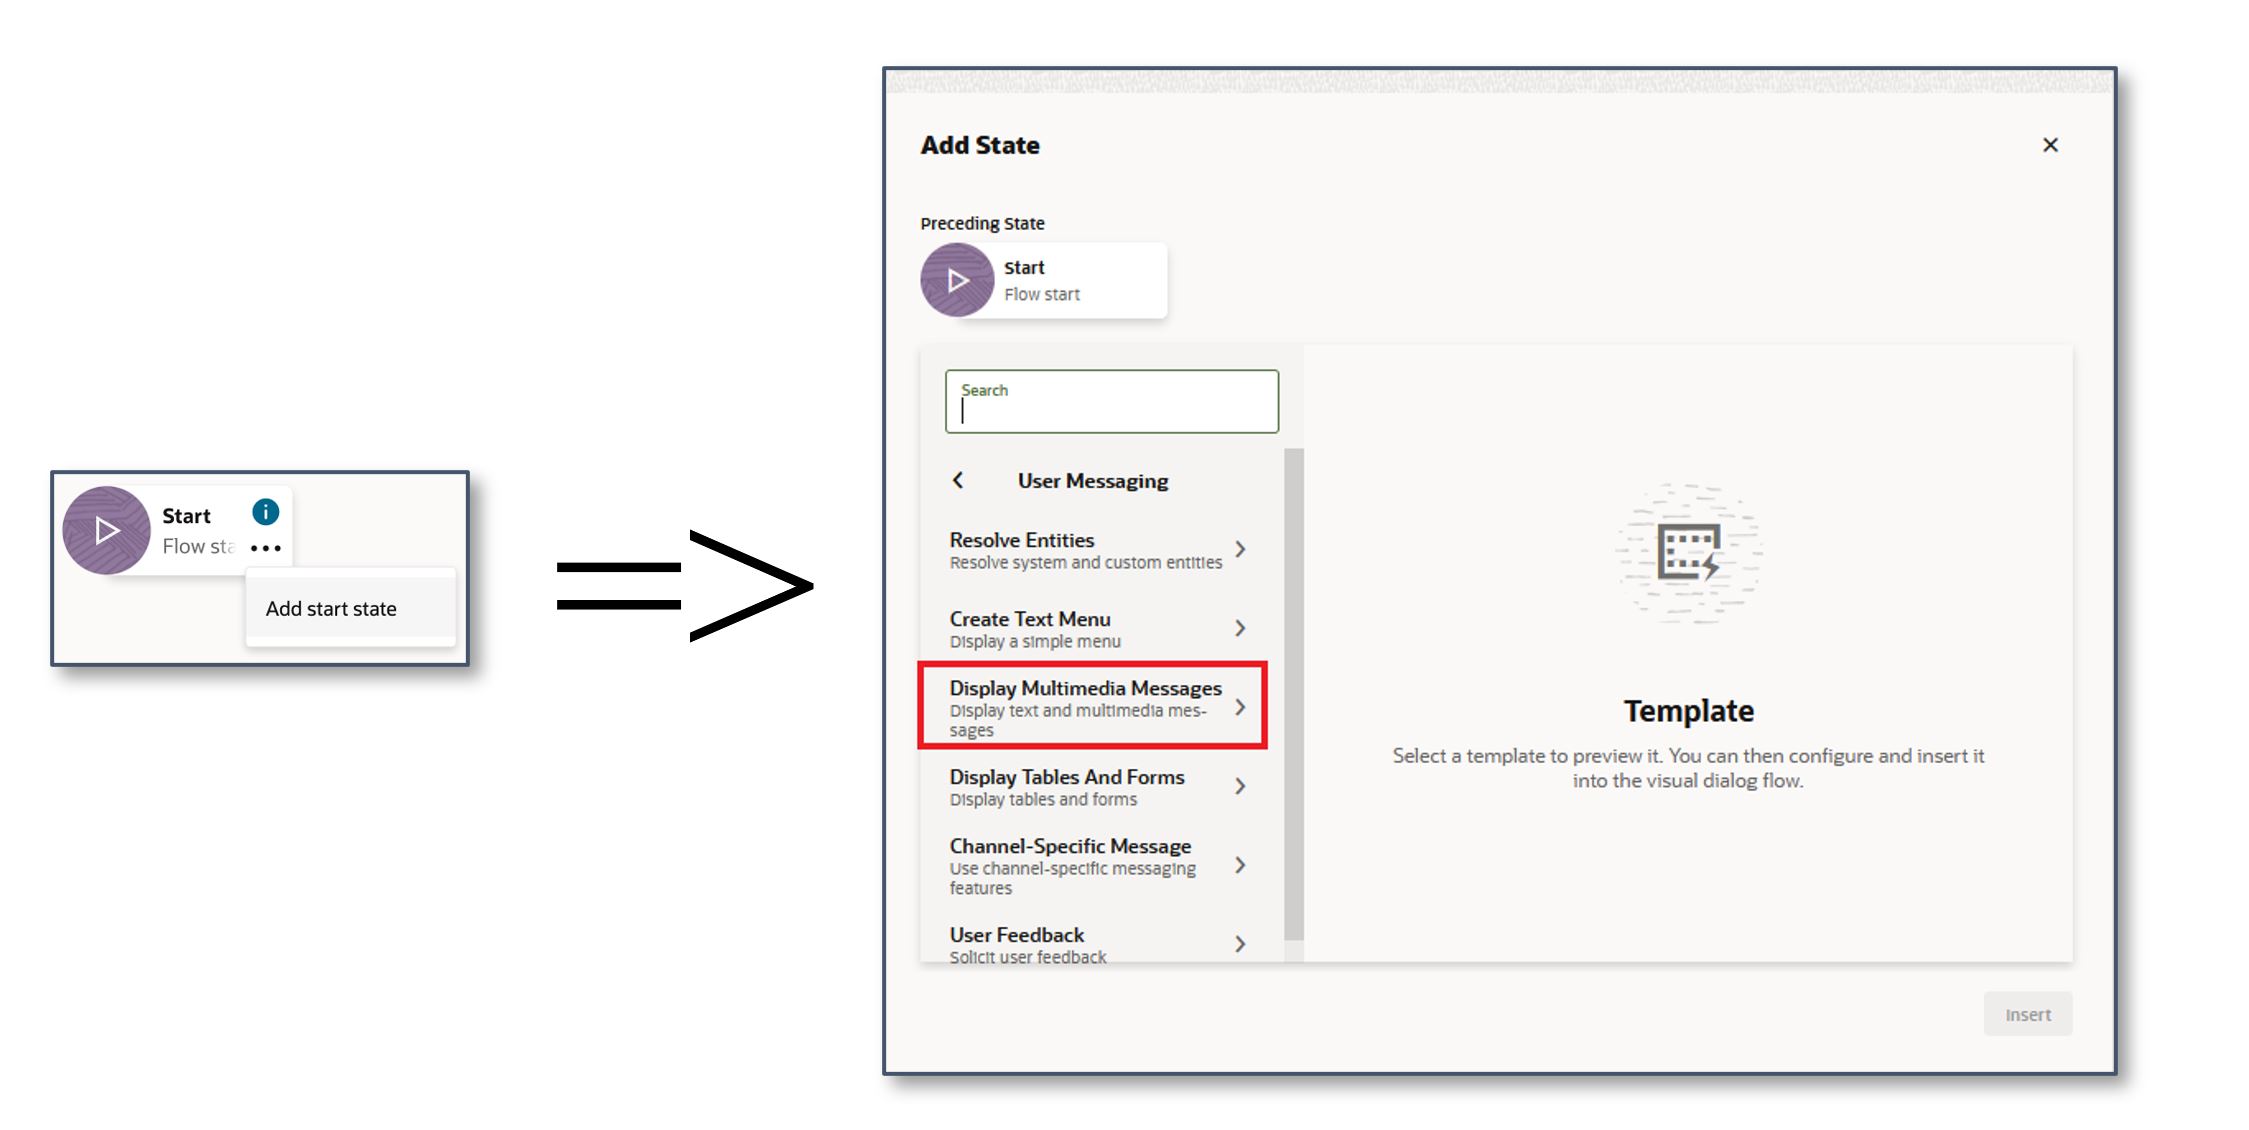 Start
Flow sta
Add start state
=>
Add State
Preceding State
Start
Flow start
Search
User Messaging
Resolve Entities
Resolve system and custom entities
Create Text Menu
Display a simple menu
Display Multimedia Messages
Display text and multimedia mes-
sages
Display Tables And Forms
Display tables and forms
Channel-Specific Message
Use channel-specific messaging
features
User Feedback
Solicit user feedback
Template
Select a template to preview it. You can then configure and insert it
into the visual dialog flow.
Insert